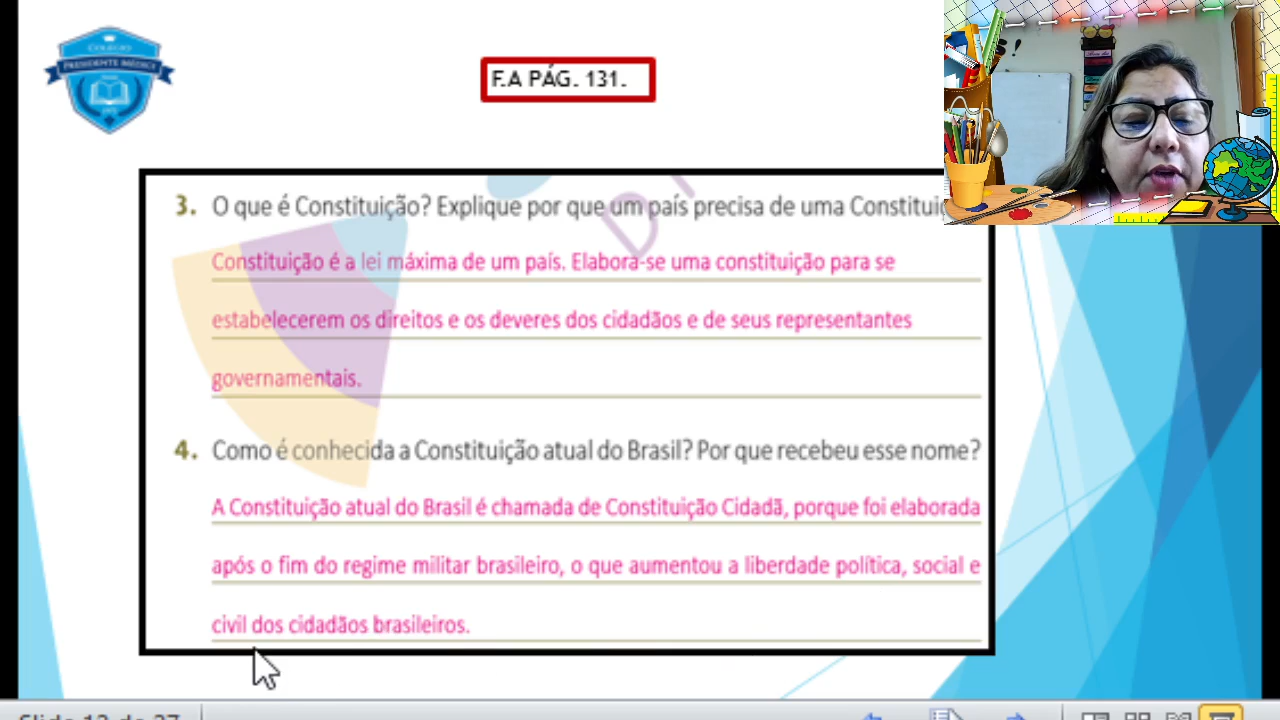 COLÉGIO
PRESIDENTE MÉDICI
F.A PÁG. 131.
3. O que é Constituição? Explique por que um país precisa de uma
Constituição é a lei máxima de um país. Elabora-se uma constituição para se
estabelecerem os direitos e os deveres dos cidadãos e de seus representantes
governamentais.
4. Como é conhecida a Constituição atual do Brasil? Por que recebeu esse nome?
A Constituição atual do Brasil é chamada de Constituição Cidadã, porque foi elaborada
após o fim do regime militar brasileiro, o que aumentou a liberdade política, social e
civil dos cidadãos brasileiros.